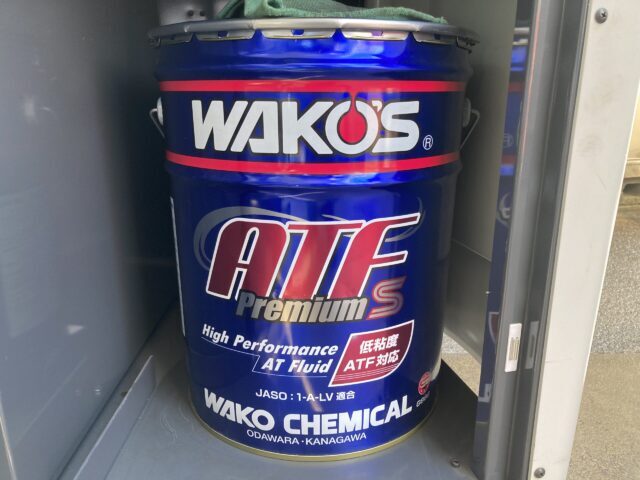 WAKO'S®
ATF
Premium S
High Performance
AT Fluid
低粘度
ATF対応
JASO : 1-A-LV 適合
WAKO CHEMICAL
ODAWARA・KANAGAWA